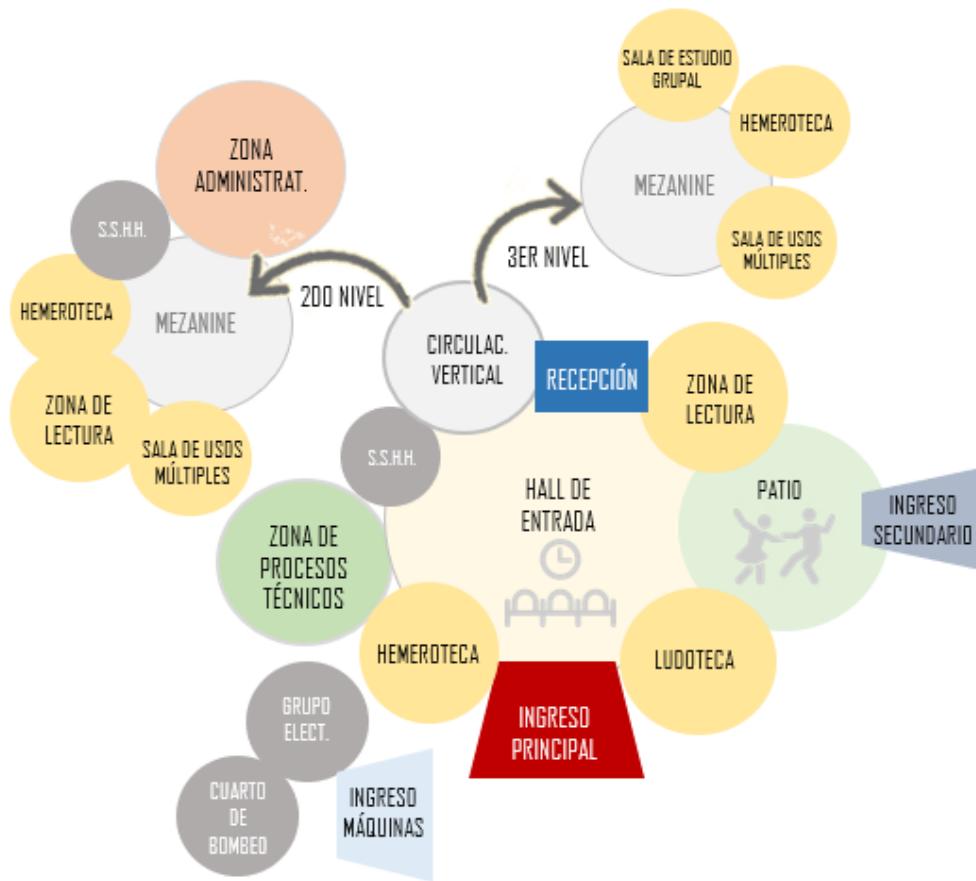 SALA DE ESTUDIO
GRUPAL
HEMEROTECA
MEZANINE
SALA DE USOS
MÚLTIPLES
3ER NIVEL
ZONA
ADMINISTRAT.
S.S.H.H.
HEMEROTECA
MEZANINE
ZONA DE
LECTURA
SALA DE USOS
MÚLTIPLES
2DO NIVEL
CIRCULAC.
VERTICAL
RECEPCIÓN
ZONA DE
LECTURA
S.S.H.H.
HALL DE
ENTRADA
PATIO
INGRESO
SECUNDARIO
ZONA DE
PROCESOS
TÉCNICOS
HEMEROTECA
LUDOTECA
INGRESO
PRINCIPAL
GRUPO
ELECT.
CUARTO
DE
BOMBEO
INGRESO
MÁQUINAS